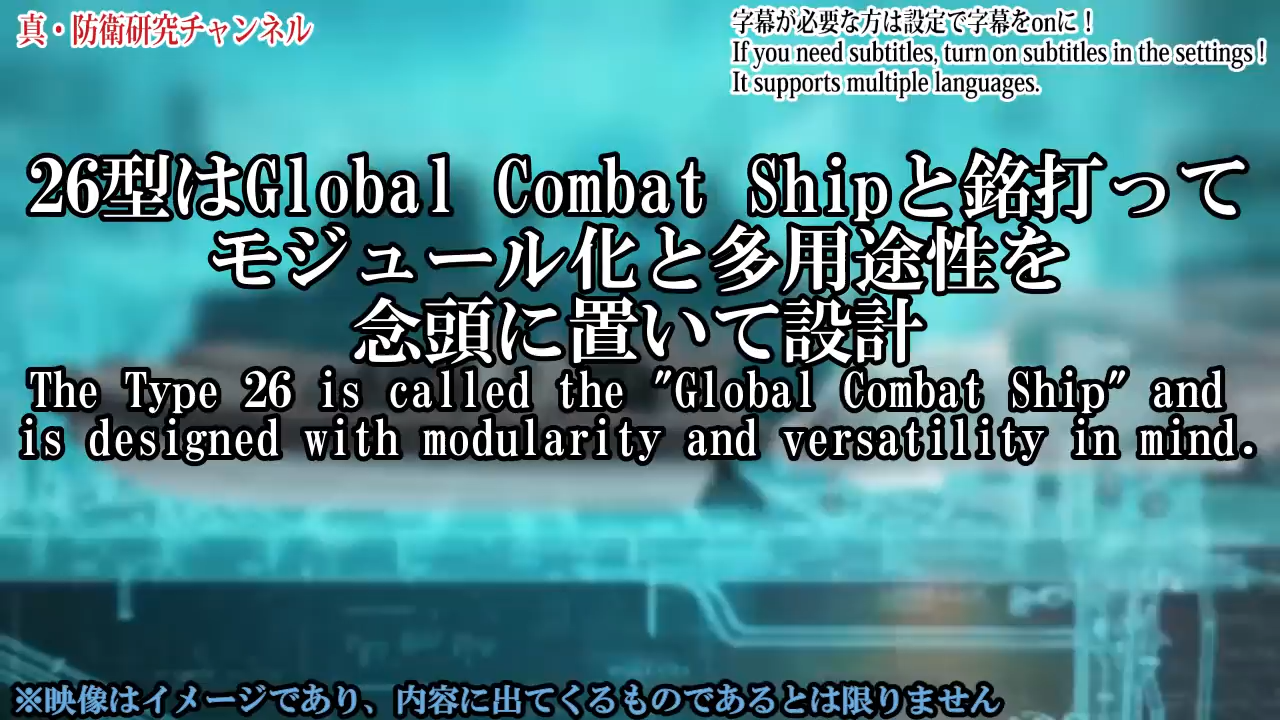 真・防衛研究チャンネル
字幕が必要な方は設定で字幕をonに！
If you need subtitles, turn on subtitles in the settings !
It supports multiple languages.
26型はGlobal Combat Shipと銘打って
モジュール化と多用途性を
念頭に置いて設計
The Type 26 is called the "Global Combat Ship" and
is designed with modularity and versatility in mind.
※映像はイメージであり、内容に出てくるものであるとは限りません